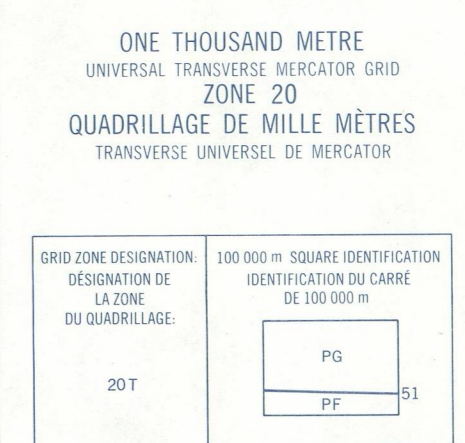 ONE THOUSAND METRE
UNIVERSAL TRANSVERSE MERCATOR GRID
ZONE 20
QUADRILLAGE DE MILLE MÈTRES
TRANSVERSE UNIVERSEL DE MERCATOR
GRID ZONE DESIGNATION:
DÉSIGNATION DE
LA ZONE
DU QUADRILLAGE:
20T
100 000 m SQUARE IDENTIFICATION
IDENTIFICATION DU CARRÉ
DE 100 000 m
PG
51
PF